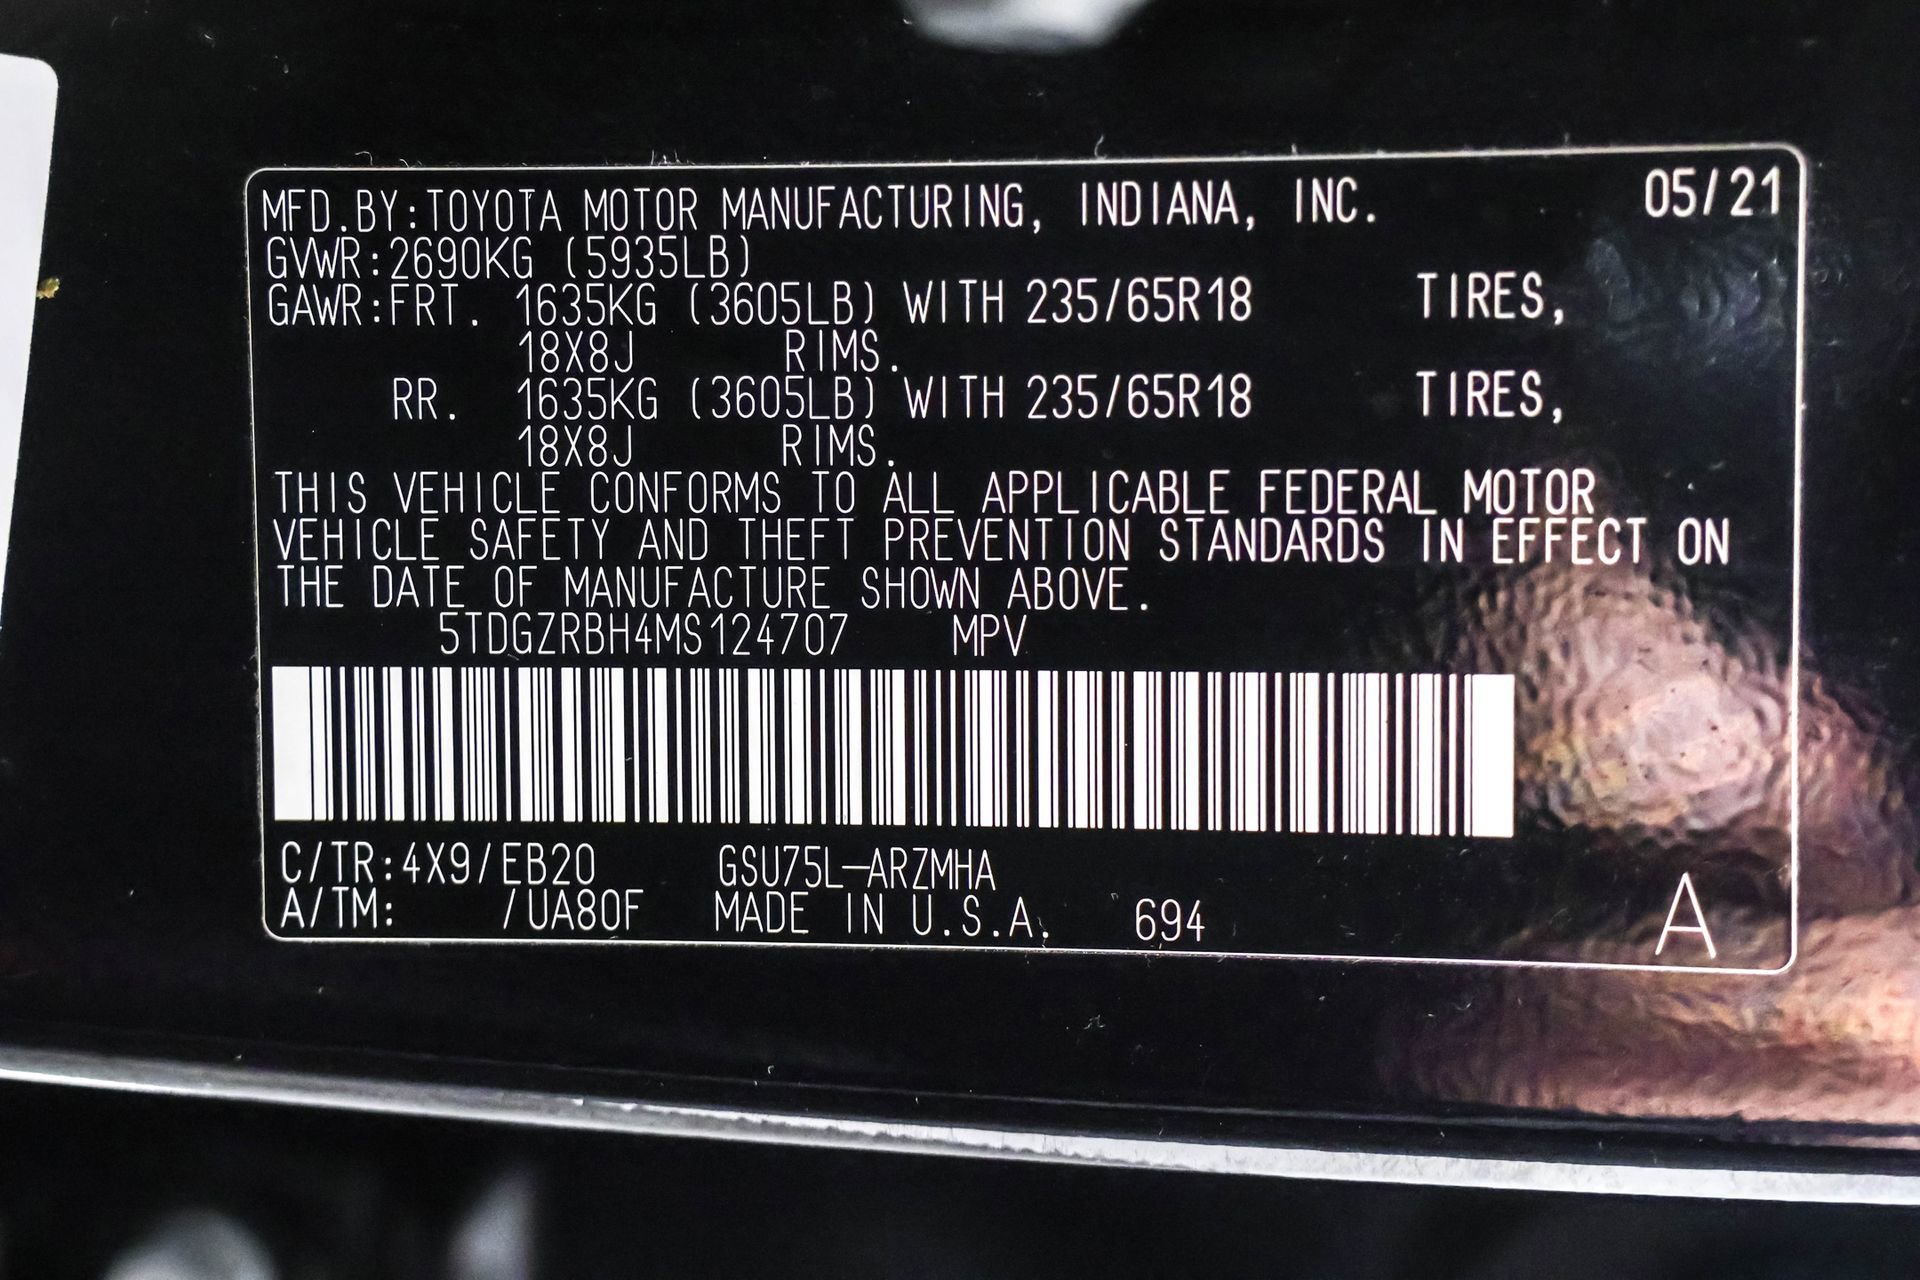 MFD.BY:TOYOTA MOTOR MANUFACTURING, INDIANA, INC. 05/21
GVWR:2690KG (5935LB)
GAWR:FRT. 1635KG (3605LB) WITH 235/65R18 TIRES,
18X8J RIMS.
RR. 1635KG (3605LB) WITH 235/65R18 TIRES,
18X8J RIMS.
THIS VEHICLE CONFORMS TO ALL APPLICABLE FEDERAL MOTOR
VEHICLE SAFETY AND THEFT PREVENTION STANDARDS IN EFFECT ON
THE DATE OF MANUFACTURE SHOWN ABOVE.
5TDGZRBH4MS124707 MPV
C/TR:4X9/EB20 GSU75L-ARZMHA
A/TM: /UA80F MADE IN U.S.A. 694 A